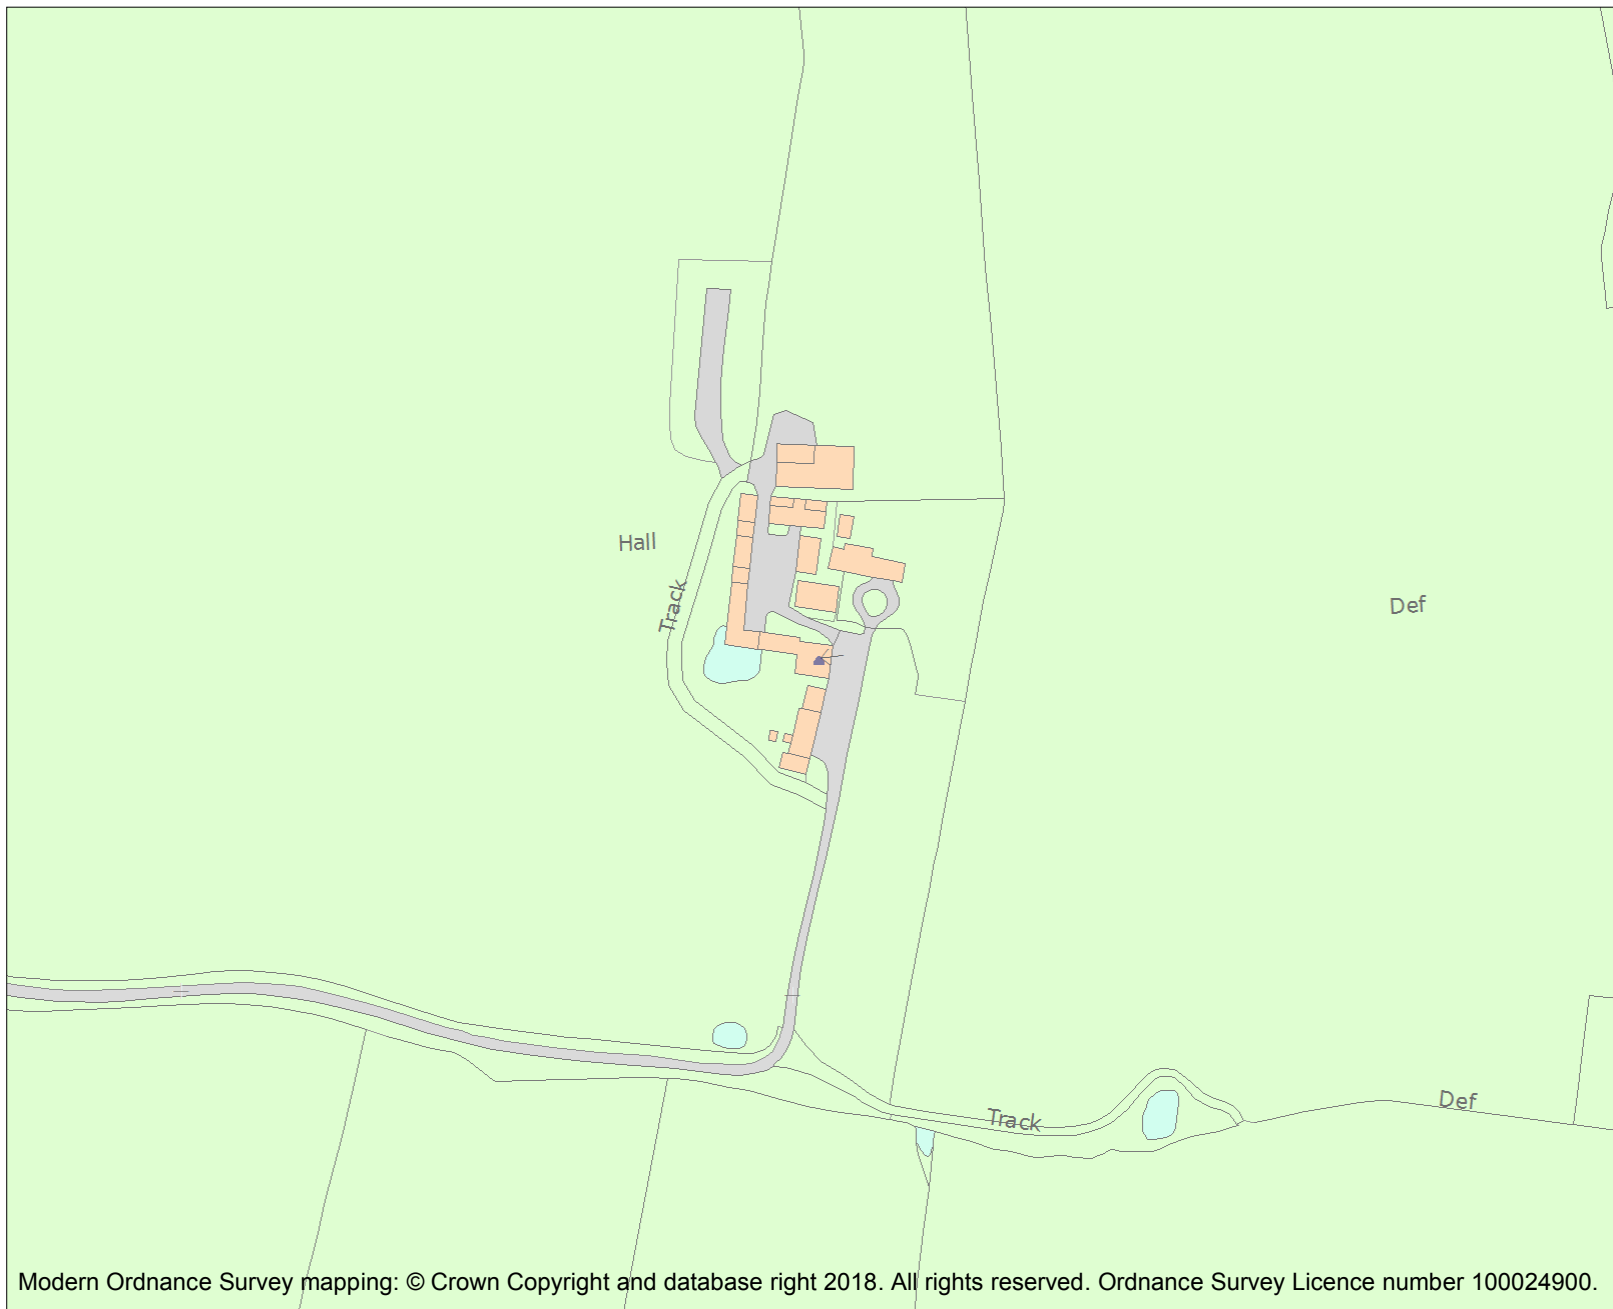 Hall
Track
Def
Def
Track
Modern Ordnance Survey mapping: © Crown Copyright and database right 2018. All rights reserved. Ordnance Survey Licence number 100024900.